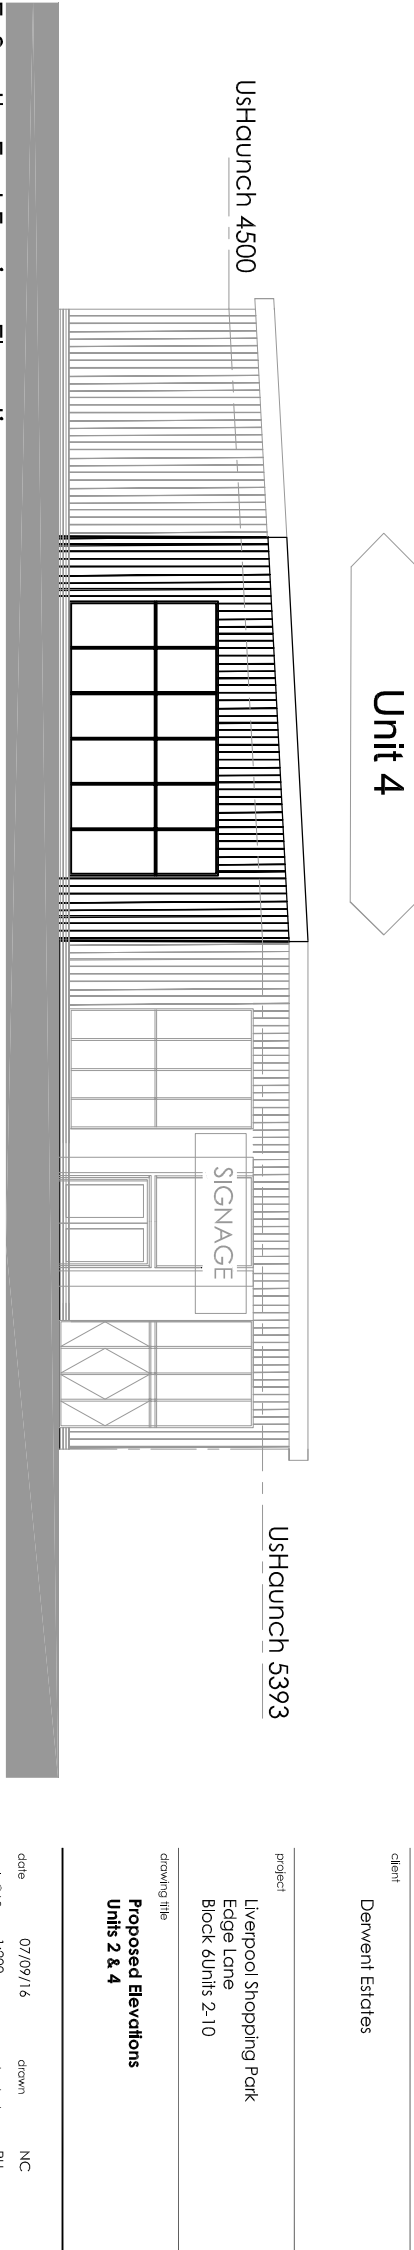 Unit 4
UsHaunch 4500
UsHaunch 5393
SIGNAGE
client
Derwent Estates
project
Liverpool Shopping Park
Edge Lane
Block 6Units 2-10
drawing title
Proposed Elevations
Units 2 & 4
date 07/09/16 drawn NC